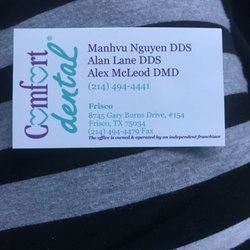 Comfort
dental®
Manhvu Nguyen DDS
Alan Lane DDS
Alex McLeod DMD
(214) 494-4441
Frisco
8745 Gary Burns Drive, #154
Frisco, TX 75034
(214) 494-4479 Fax
The office is owned & operated by an independent franchisee